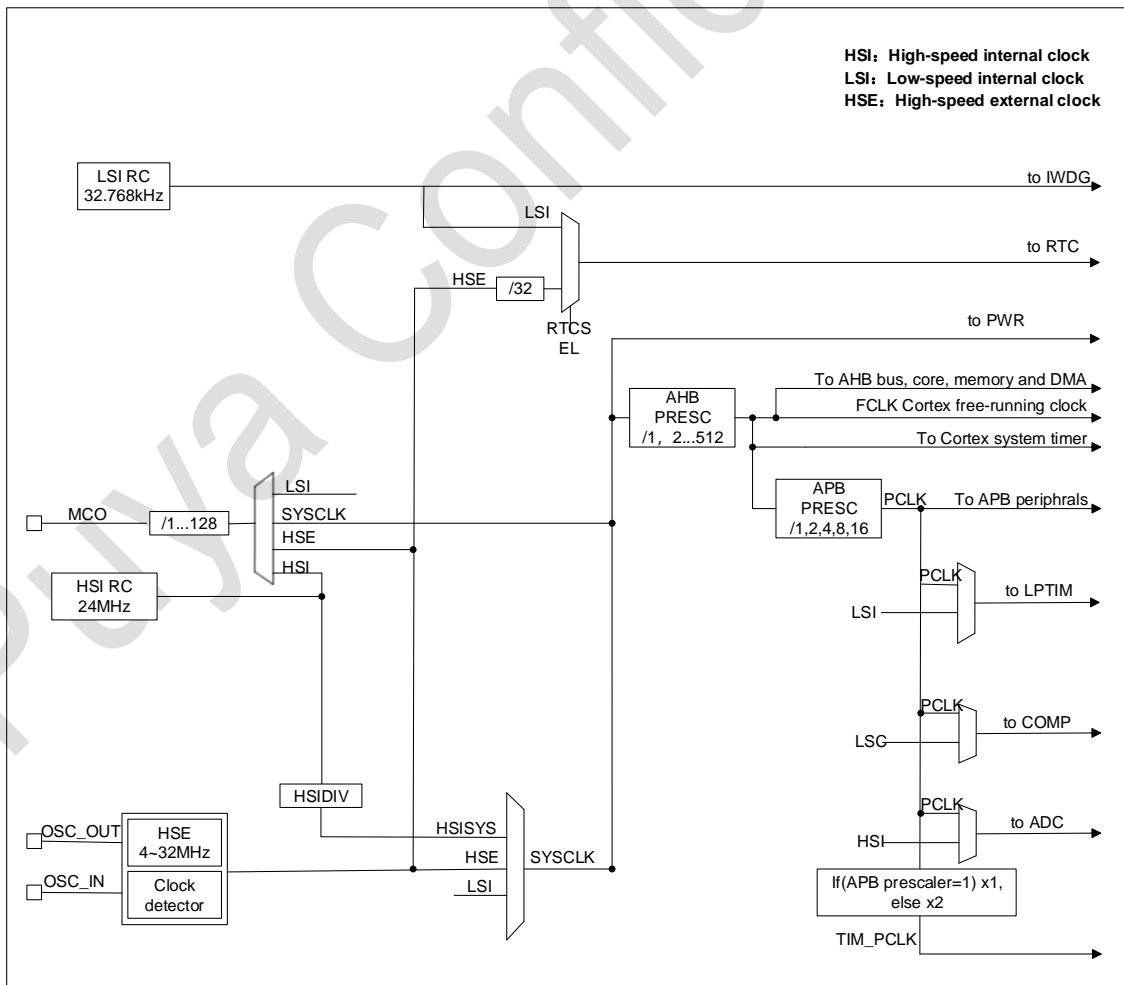 HSI：High-speed internal clock
LSI：Low-speed internal clock
HSE：High-speed external clock
LSI RC
32.768kHz
to IWDG
LSI
to RTC
HSE
/32
RTCS
EL
to PWR
To AHB bus, core, memory and DMA
AHB
PRESC
/1，2...512
FCLK Cortex free-running clock
To Cortex system timer
LSI
APB
PRESC
/1,2,4,8,16
PCLK
To APB periphrals
MCO
/1...128
SYSCLK
HSE
HSI
HSI RC
24MHz
PCLK
to LPTIM
LSI
PCLK
to COMP
LSC
HSIDIV
PCLK
to ADC
HSI
OSC_OUT
HSE
4~32MHz
HSISYS
HSE
SYSCLK
OSC_IN
Clock
detector
LSI
If(APB prescaler=1) x1,
else x2
TIM_PCLK
Puya Confi